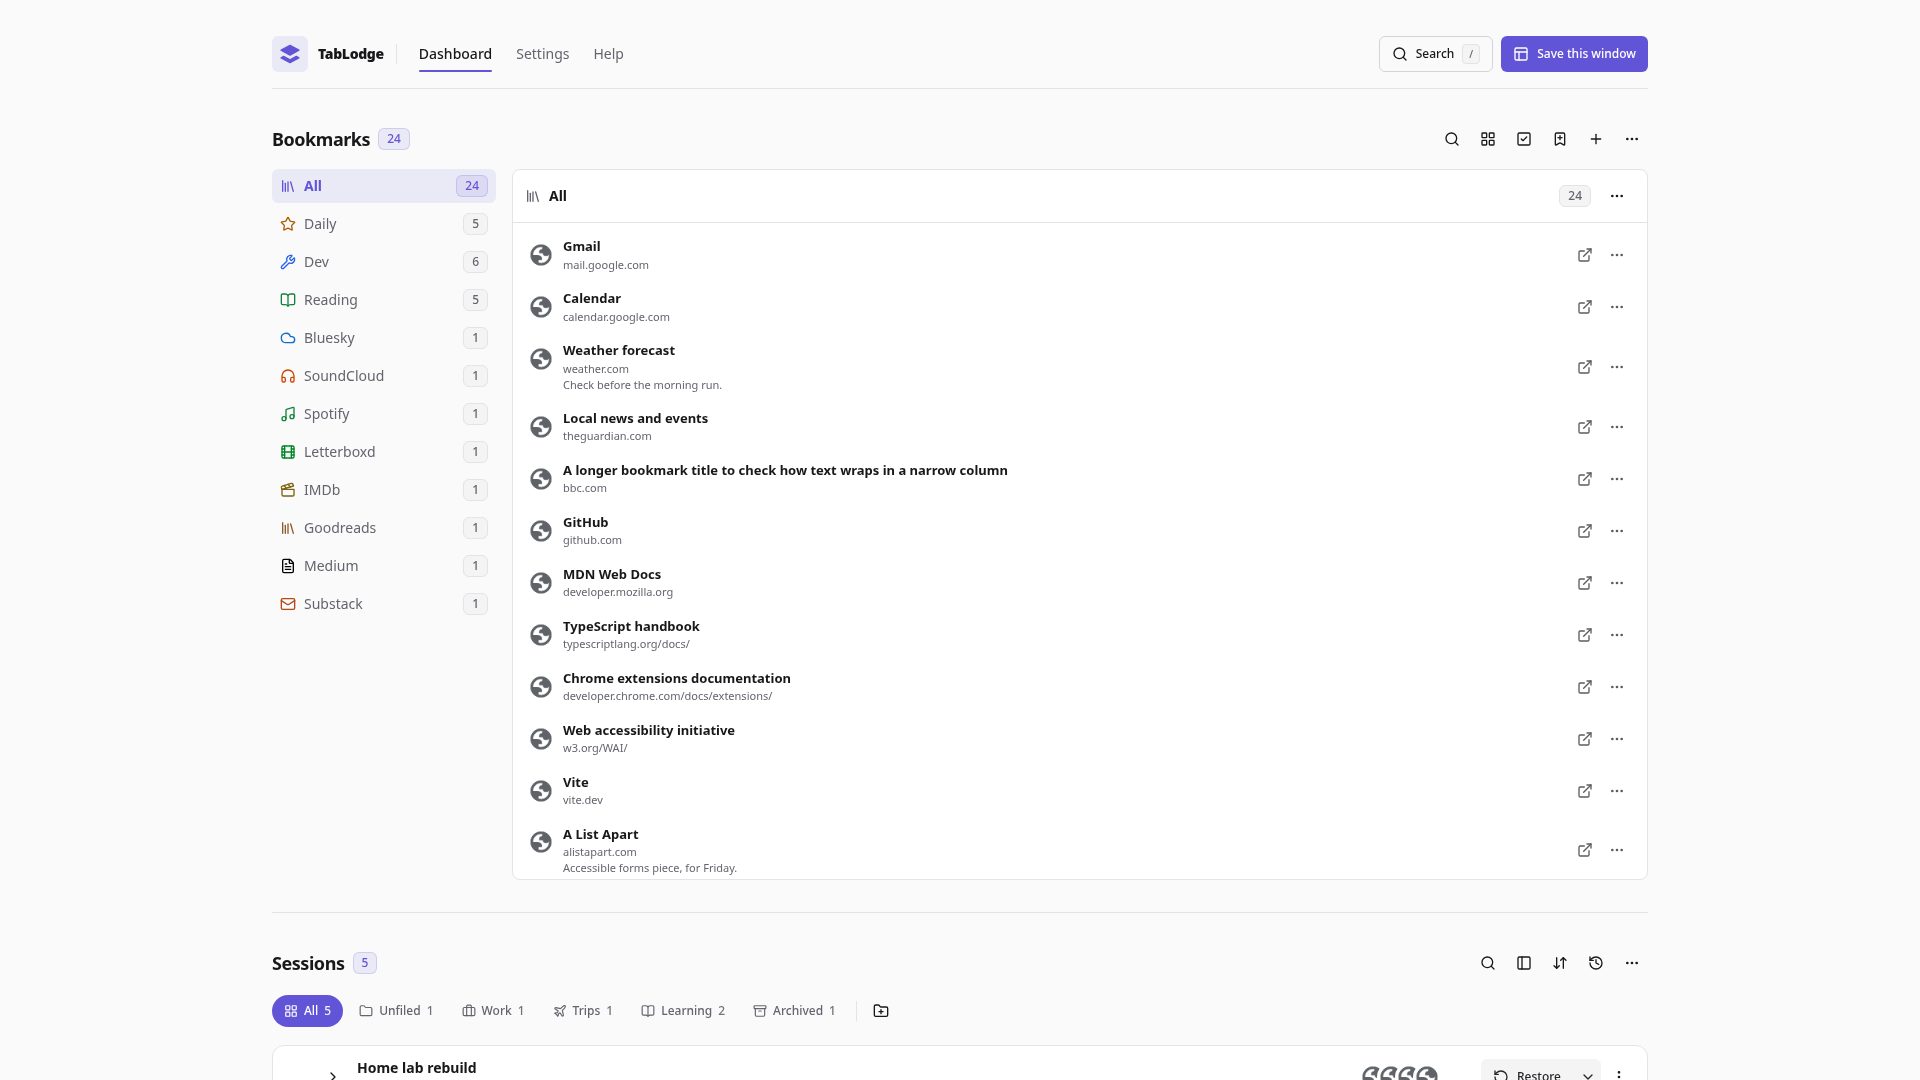 TabLodge
Dashboard
Settings
Help
Search /
Save this window
Bookmarks 24
All 24
Daily 5
Dev 6
Reading 5
Bluesky 1
SoundCloud 1
Spotify 1
Letterboxd 1
IMDb 1
Goodreads 1
Medium 1
Substack 1
All 24
Gmail
mail.google.com
Calendar
calendar.google.com
Weather forecast
weather.com
Check before the morning run.
Local news and events
theguardian.com
A longer bookmark title to check how text wraps in a narrow column
bbc.com
GitHub
github.com
MDN Web Docs
developer.mozilla.org
TypeScript handbook
typescriptlang.org/docs/
Chrome extensions documentation
developer.chrome.com/docs/extensions/
Web accessibility initiative
w3.org/WAI/
Vite
vite.dev
A List Apart
alistapart.com
Accessible forms piece, for Friday.
Sessions 5
All 5
Unfiled 1
Work 1
Trips 1
Learning 2
Archived 1
Home lab rebuild
Restore